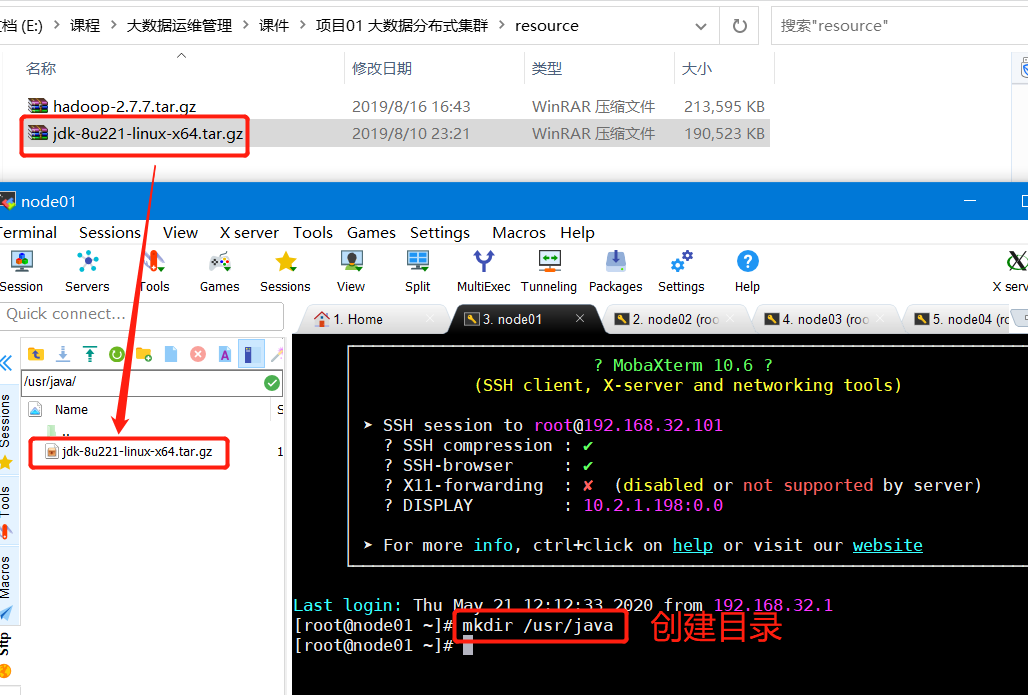 档 (E:) > 课程 > 大数据运维管理 > 课件 > 项目01 大数据分布式集群 > resource
搜索"resource"
名称 修改日期 类型 大小
hadoop-2.7.7.tar.gz 2019/8/16 16:43 WinRAR 压缩文件 213,595 KB
jdk-8u221-linux-x64.tar.gz 2019/8/10 23:21 WinRAR 压缩文件 190,523 KB
node01
Terminal Sessions View X server Tools Games Settings Macros Help
Session Servers Tools Games Sessions View Split MultiExec Tunneling Packages Settings Help X serv
Quick connect...
1. Home 3. node01 2. node02 (roo 4. node03 (roo 5. node04 (ro
/usr/java/
Name S
..
jdk-8u221-linux-x64.tar.gz 1
Sessions
Tools
Macros
Sftp
? MobaXterm 10.6 ?
(SSH client, X-server and networking tools)
➤ SSH session to root@192.168.32.101
? SSH compression : ✔
? SSH-browser : ✔
? X11-forwarding : ✘ (disabled or not supported by server)
? DISPLAY : 10.2.1.198:0.0
➤ For more info, ctrl+click on help or visit our website
Last login: Thu May 21 12:12:33 2020 from 192.168.32.1
[root@node01 ~]# mkdir /usr/java 创建目录
[root@node01 ~]#